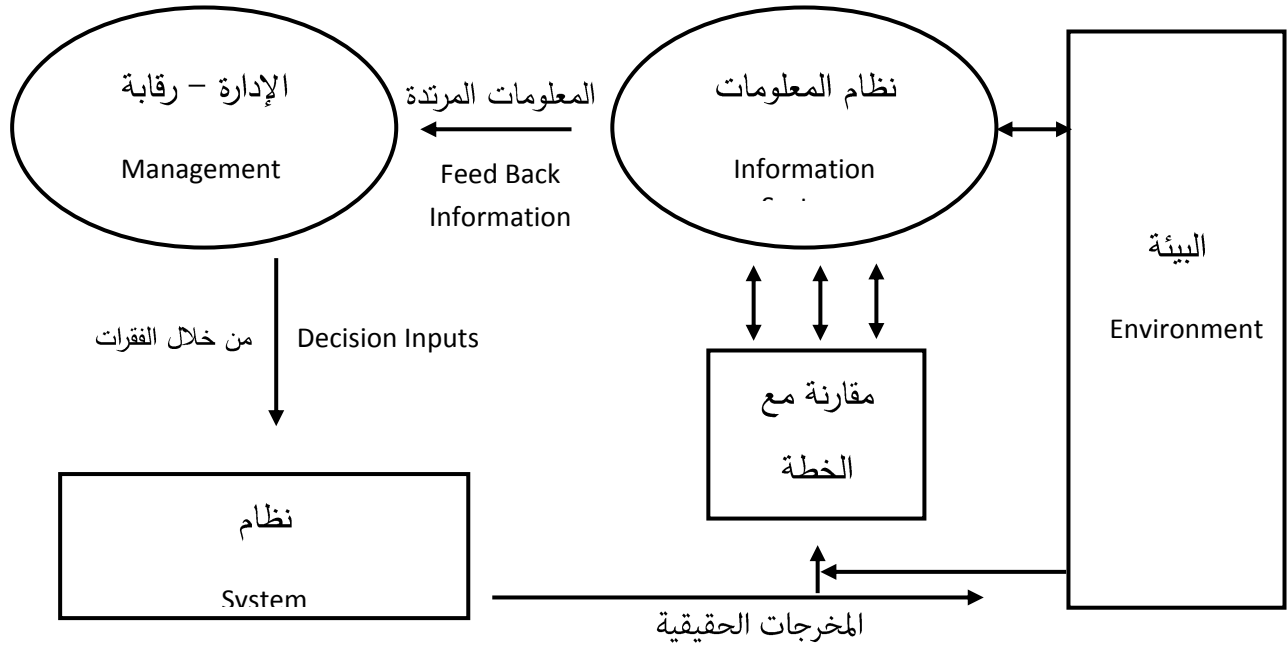 الإدارة – رقابة
Management
المعلومات المرتدة
Feed Back
Information
نظام المعلومات
Information
البيئة
Environment
من خلال الفقرات
Decision Inputs
مقارنة مع
الخطة
نظام
System
المخرجات الحقيقية